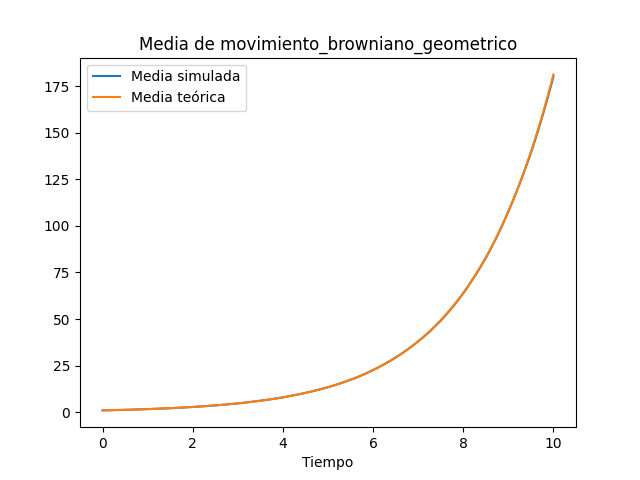 Media de movimiento_browniano_geometrico
Media simulada
Media teórica
175
150
125
100
75
50
25
0
0 2 4 6 8 10
Tiempo